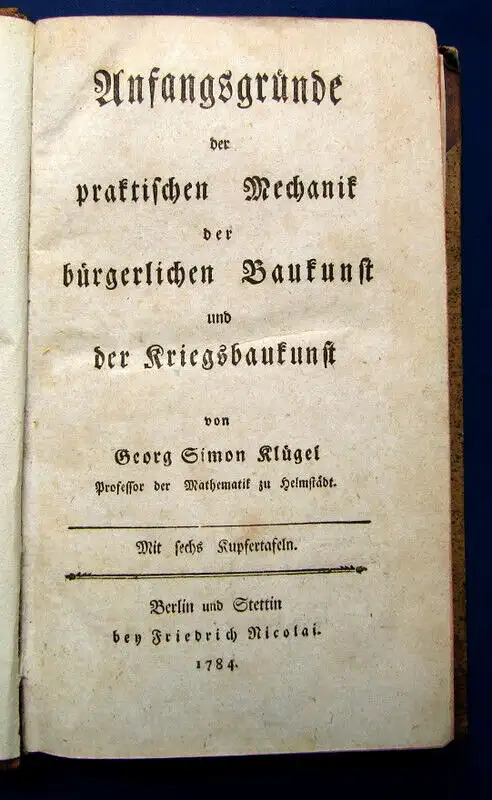 Anfangsgründe
der
praktischen Mechanik
der
bürgerlichen Baukunst
und
der Kriegsbaukunst
von
Georg Simon Klügel
Professor der Mathematik zu Helmstädt.
Mit sechs Kupfertafeln.
Berlin und Stettin
bey Friedrich Nicolai.
1784.